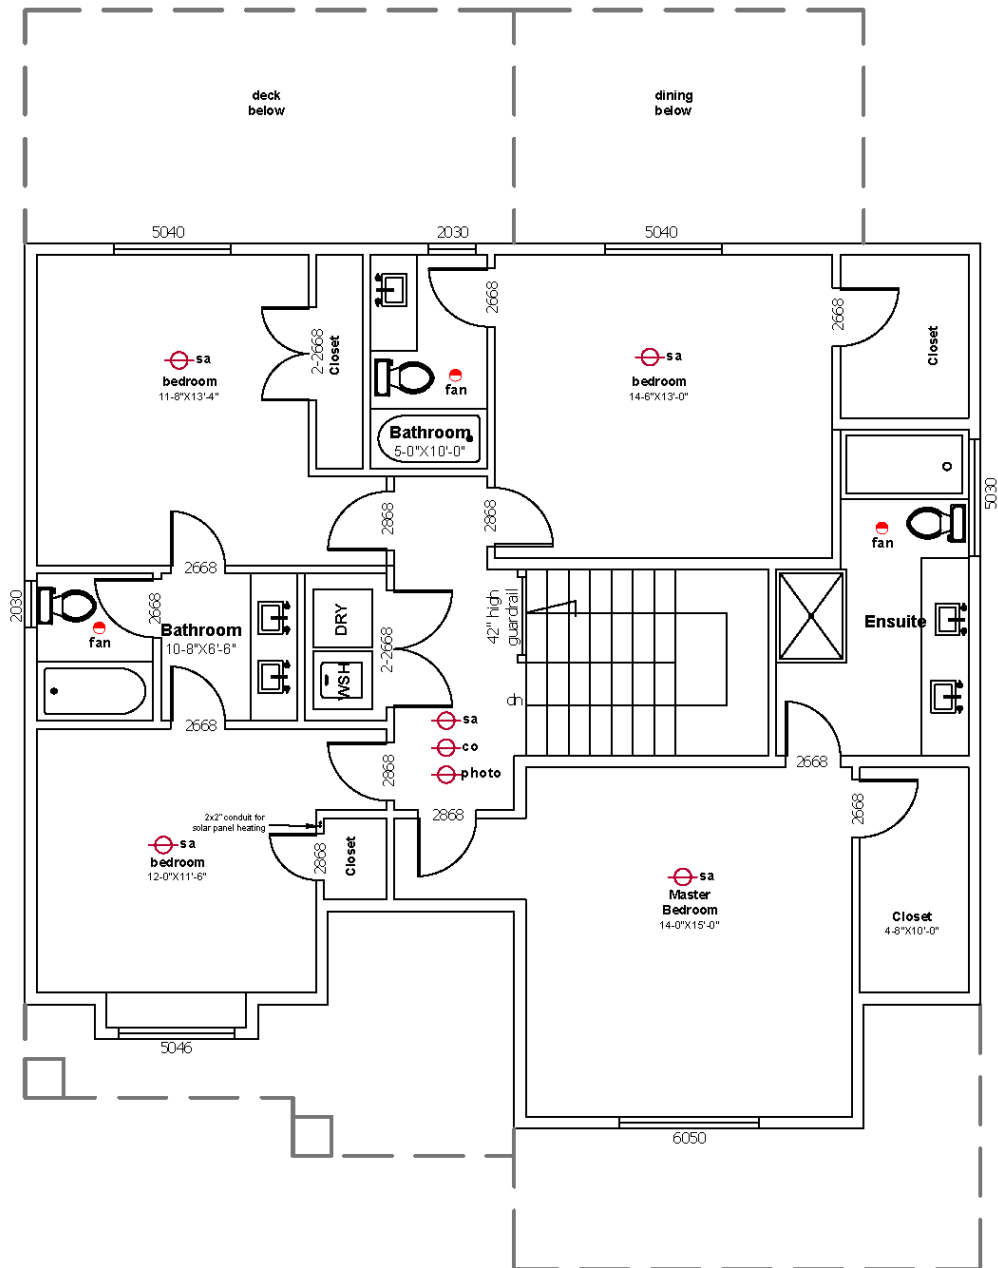 deck
below
dining
below
5040
2030
5040
2668
2668
2-2668
Closet
Closet
sa
bedroom
11-8"X13'-4"
fan
sa
bedroom
14-6"X13'-0"
Bathroom
5-0"X10'-0"
5030
2868
2868
fan
2668
2030
2668
fan
Bathroom
10-8"X6'-6"
DRY
WSH
2-2668
42" high
guardrail
dn
Ensuite
2668
sa
co
photo
2868
2668
2868
2668
2x2" conduit for
solar panel heating
sa
bedroom
12-0"X11'-6"
2868
Closet
sa
Master
Bedroom
14-0"X15'-0"
Closet
4-8"X10'-0"
5046
6050